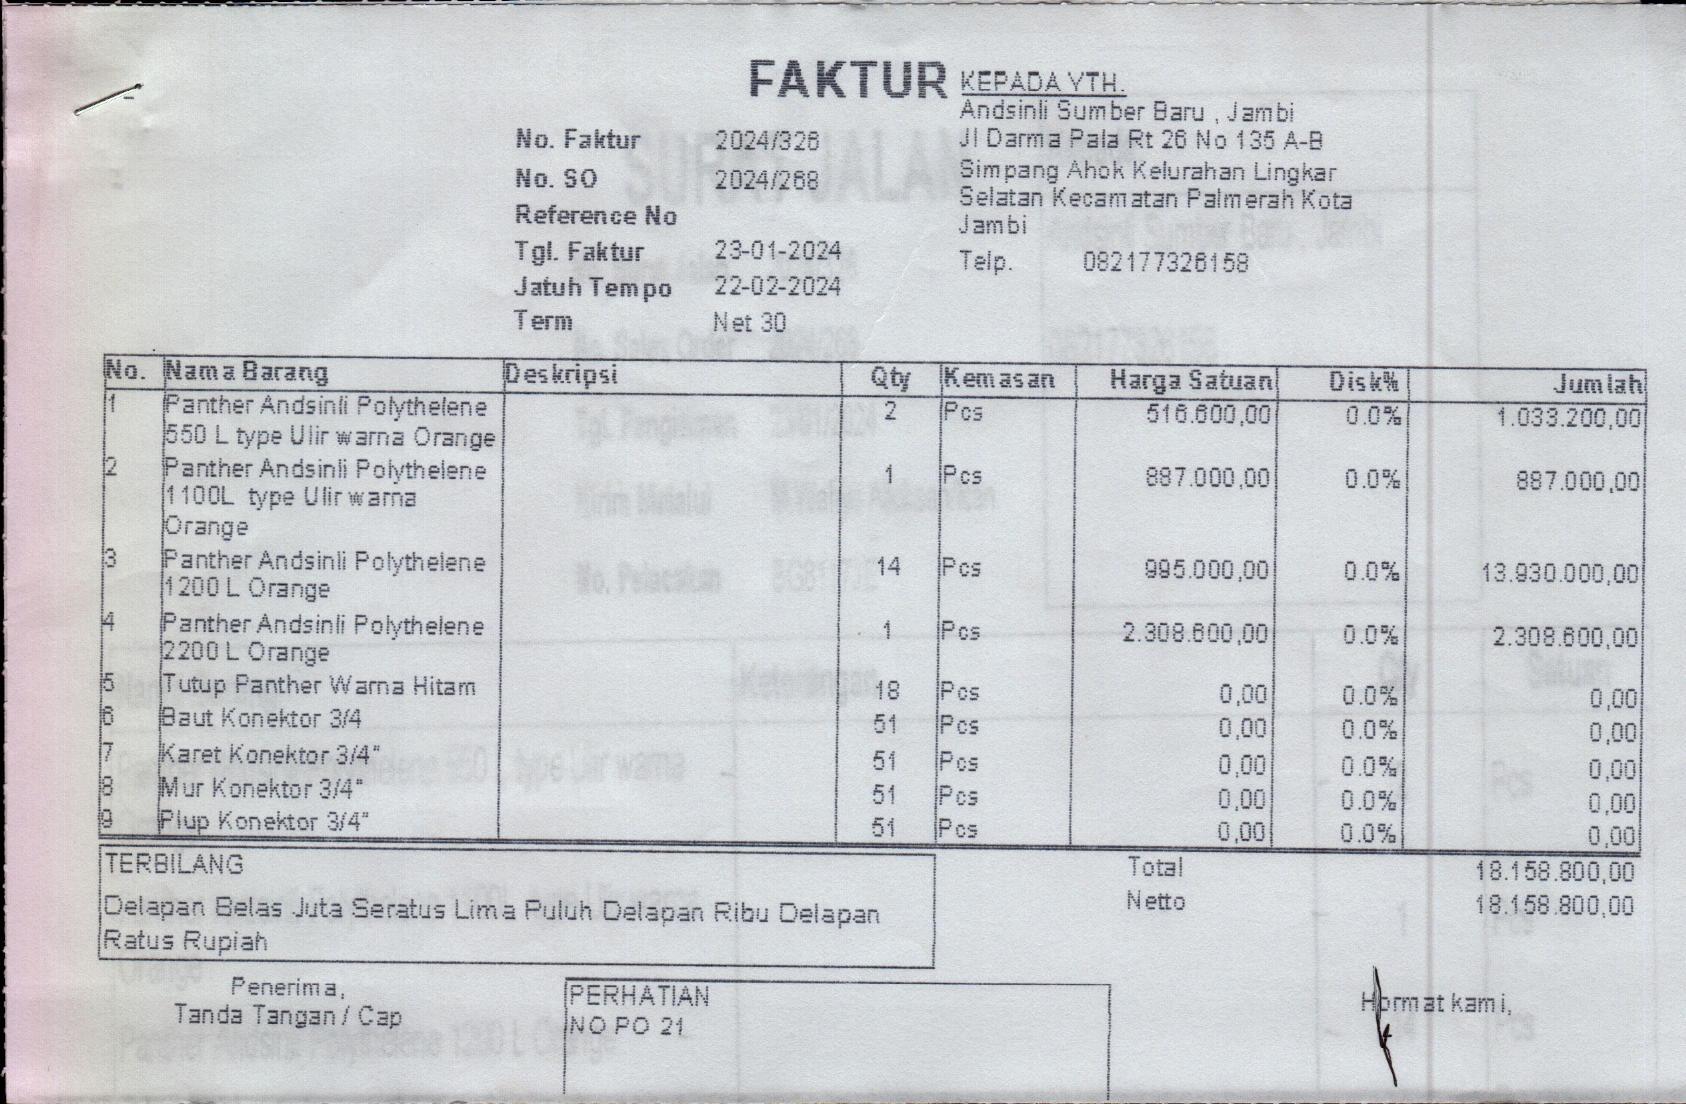 FAKTUR
KEPADA YTH.
Andsinli Sumber Baru , Jambi
Jl Darma Pala Rt 26 No 135 A-B
Simpang Ahok Kelurahan Lingkar
Selatan Kecamatan Palmerah Kota
Jambi
Telp. 082177326158
No. Faktur 2024/326
No. SO 2024/268
Reference No
Tgl. Faktur 23-01-2024
Jatuh Tempo 22-02-2024
Term Net 30
No. Nama Barang Deskripsi Qty Kemasan Harga Satuan Disk% Jumlah
1 Panther Andsinli Polythelene 2 Pcs 516.600,00 0.0% 1.033.200,00
550 L type Ulir warna Orange
2 Panther Andsinli Polythelene 1 Pcs 887.000,00 0.0% 887.000,00
1100L type Ulir warna
Orange
3 Panther Andsinli Polythelene 14 Pcs 995.000,00 0.0% 13.930.000,00
1200 L Orange
4 Panther Andsinli Polythelene 1 Pcs 2.308.600,00 0.0% 2.308.600,00
2200 L Orange
5 Tutup Panther Warna Hitam 18 Pcs 0,00 0.0% 0,00
6 Baut Konektor 3/4 51 Pcs 0,00 0.0% 0,00
7 Karet Konektor 3/4" 51 Pcs 0,00 0.0% 0,00
8 Mur Konektor 3/4" 51 Pcs 0,00 0.0% 0,00
9 Plup Konektor 3/4" 51 Pcs 0,00 0.0% 0,00
TERBILANG
Delapan Belas Juta Seratus Lima Puluh Delapan Ribu Delapan
Ratus Rupiah
Total 18.158.800,00
Netto 18.158.800,00
Penerima,
Tanda Tangan / Cap
PERHATIAN
NO PO 21
Hormat kami,